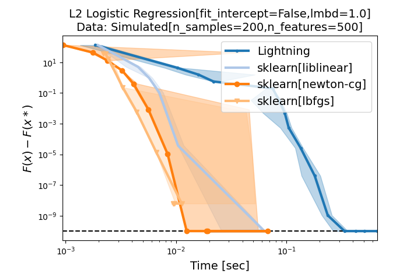 L2 Logistic Regression[fit_intercept=False,lmbd=1.0]
Data: Simulated[n_samples=200,n_features=500]
Lightning
sklearn[liblinear]
sklearn[newton-cg]
sklearn[lbfgs]
F(x) − F(x*)
10¹
10⁻¹
10⁻³
10⁻⁵
10⁻⁷
10⁻⁹
10⁻³
10⁻²
10⁻¹
Time [sec]